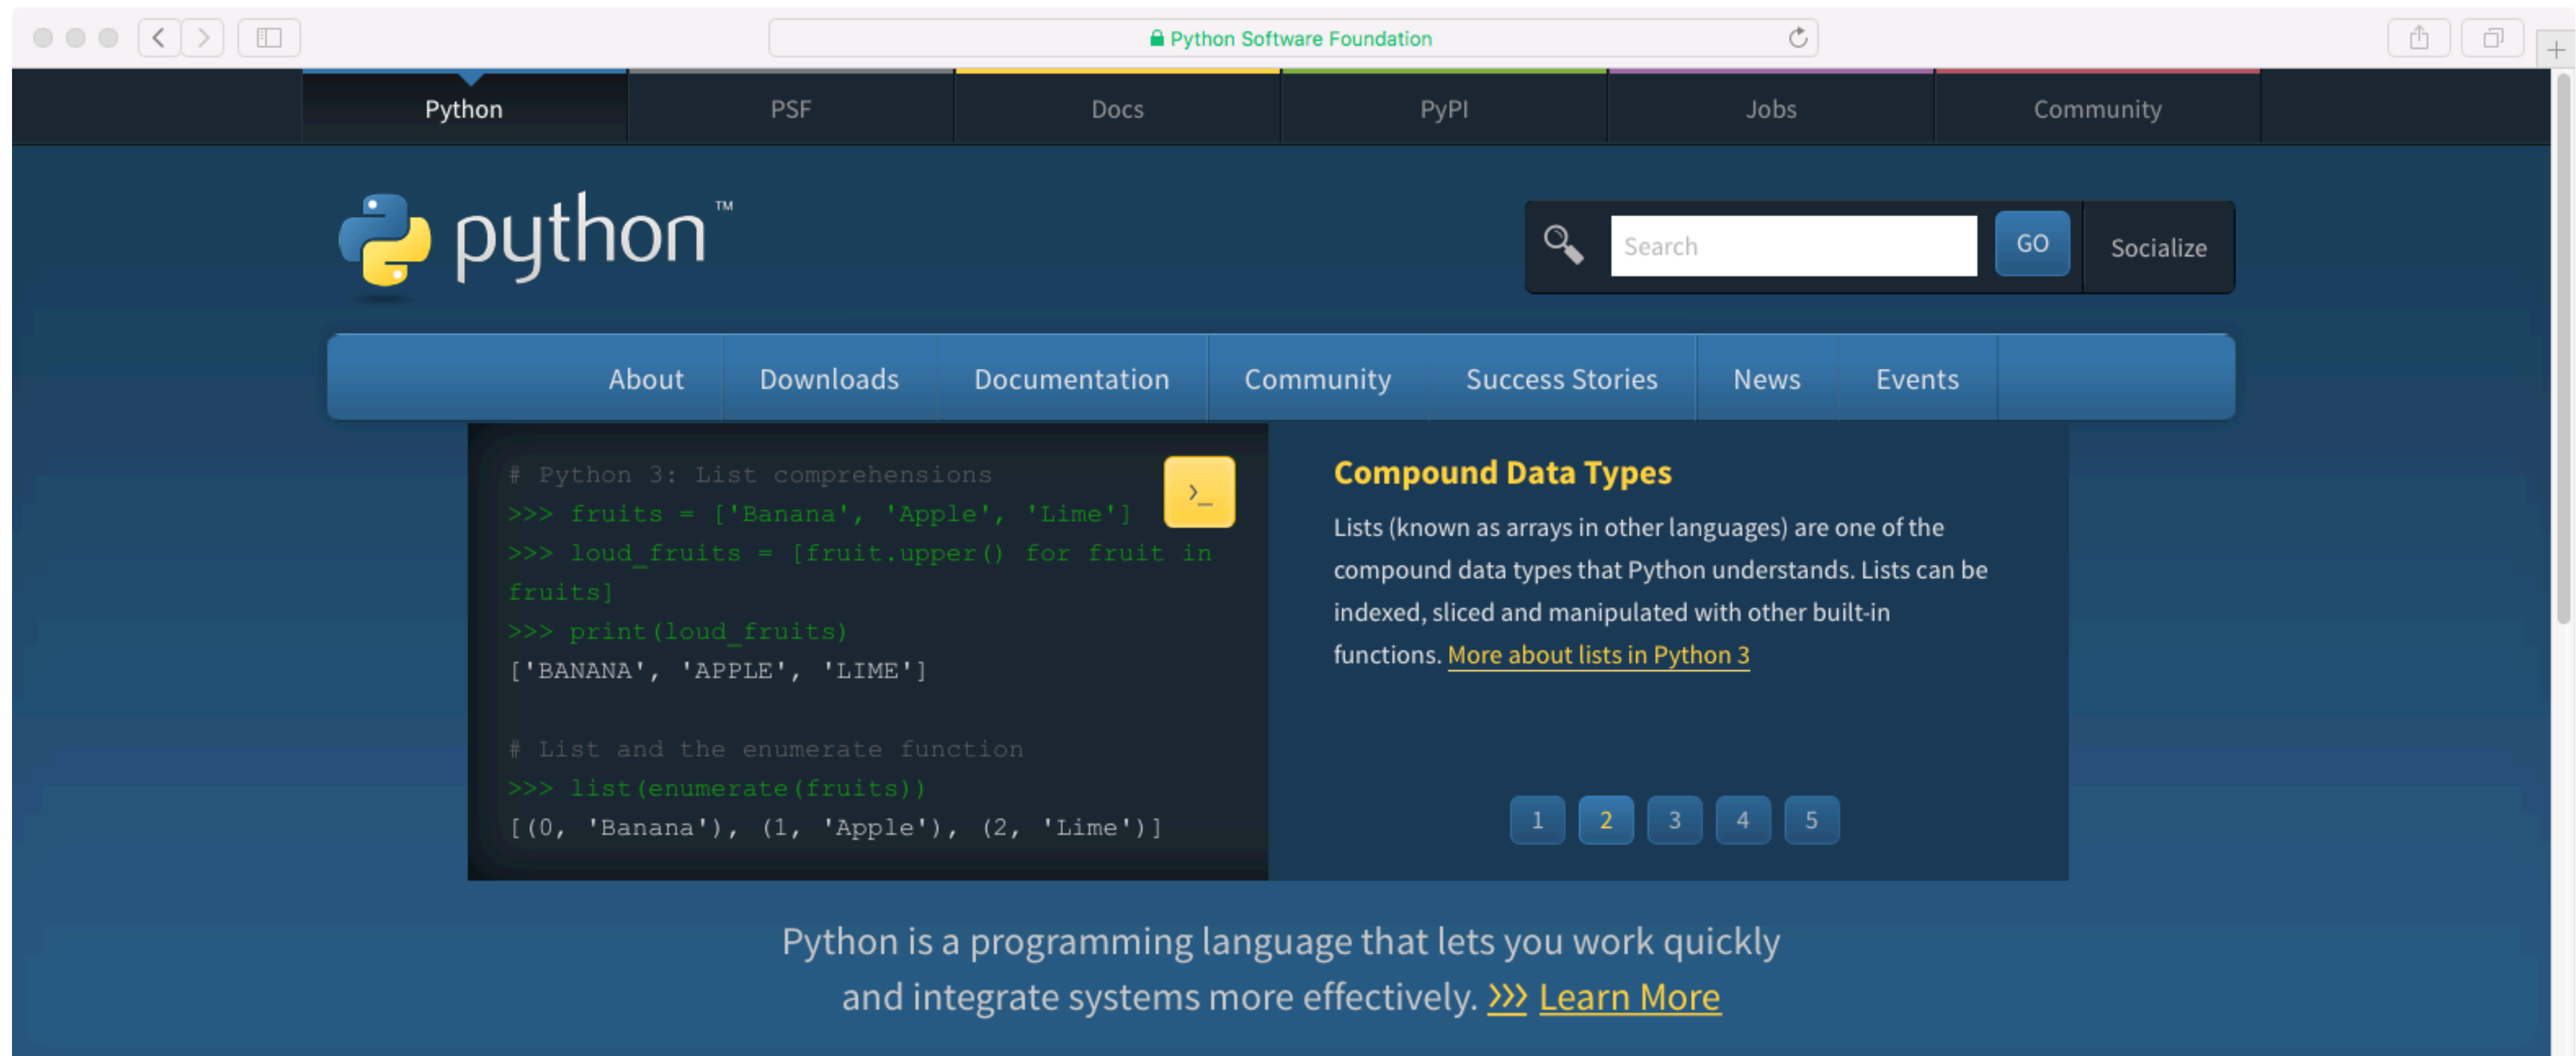 Python Software Foundation
Python PSF Docs PyPI Jobs Community
python™
Search GO Socialize
About Downloads Documentation Community Success Stories News Events
# Python 3: List comprehensions
>>> fruits = ['Banana', 'Apple', 'Lime']
>>> loud_fruits = [fruit.upper() for fruit in
fruits]
>>> print(loud_fruits)
['BANANA', 'APPLE', 'LIME']
# List and the enumerate function
>>> list(enumerate(fruits))
[(0, 'Banana'), (1, 'Apple'), (2, 'Lime')]
>_
Compound Data Types
Lists (known as arrays in other languages) are one of the
compound data types that Python understands. Lists can be
indexed, sliced and manipulated with other built-in
functions. More about lists in Python 3
1 2 3 4 5
Python is a programming language that lets you work quickly
and integrate systems more effectively. >>> Learn More